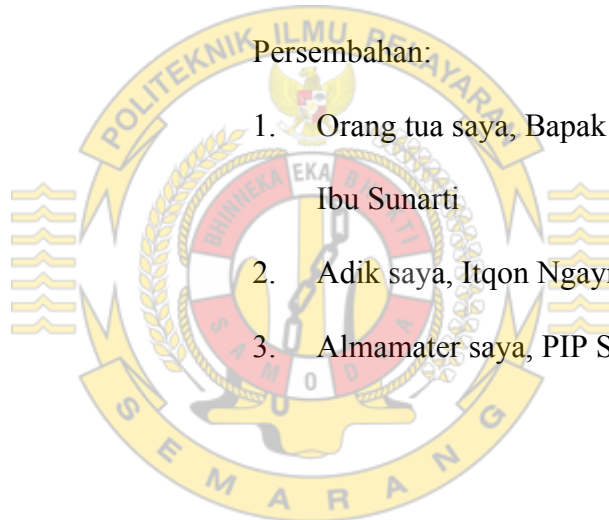 POLITEKNIK ILMU PELAYARAN
Persembahan:
1. Orang tua saya, Bapak
Ibu Sunarti
2. Adik saya, Itqon
3. Almamater saya, PIP
BHINNEKA EKA
SEMARANG